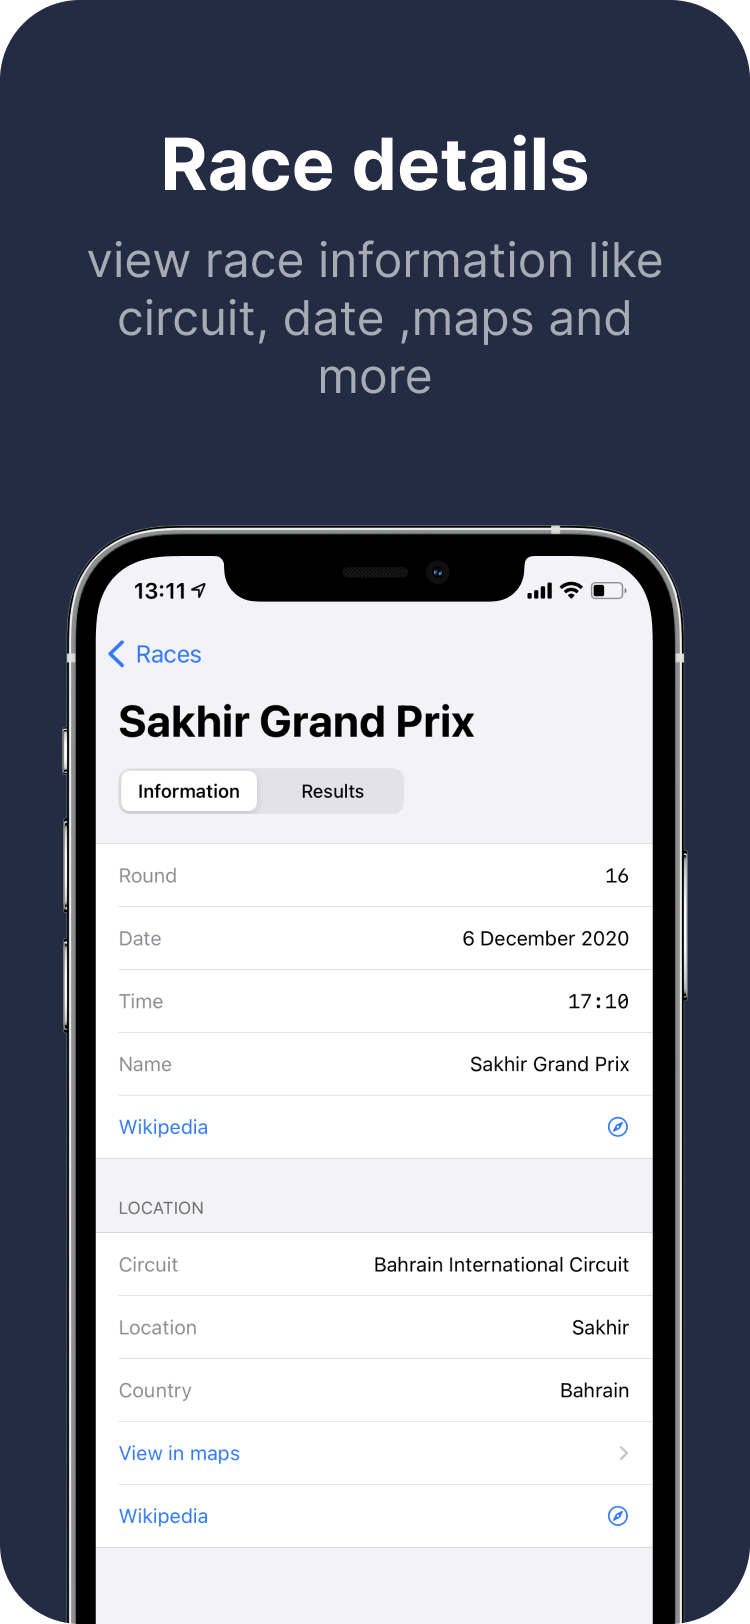 Race details
view race information like
circuit, date ,maps and
more
13:11
Races
Sakhir Grand Prix
Information Results
Round 16
Date 6 December 2020
Time 17:10
Name Sakhir Grand Prix
Wikipedia
LOCATION
Circuit Bahrain International Circuit
Location Sakhir
Country Bahrain
View in maps
Wikipedia